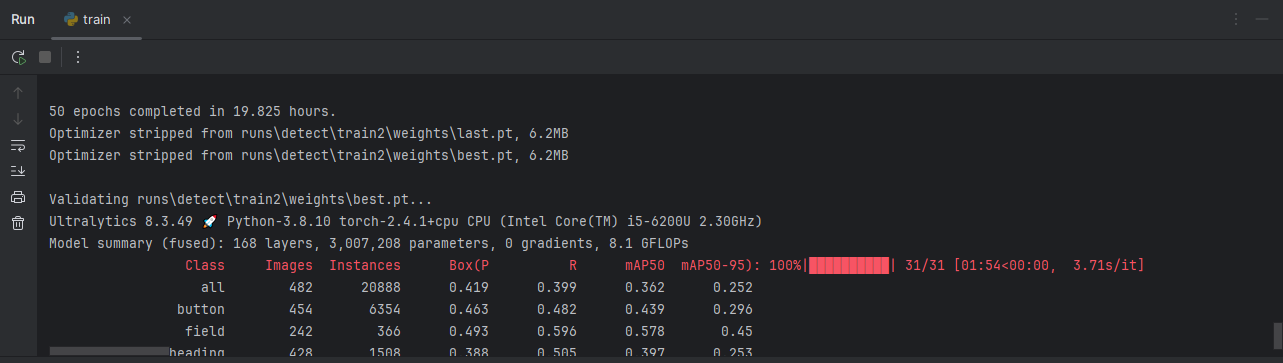 Run train
50 epochs completed in 19.825 hours.
Optimizer stripped from runs\detect\train2\weights\last.pt, 6.2MB
Optimizer stripped from runs\detect\train2\weights\best.pt, 6.2MB
Validating runs\detect\train2\weights\best.pt...
Ultralytics 8.3.49 🚀 Python-3.8.10 torch-2.4.1+cpu CPU (Intel Core(TM) i5-6200U 2.30GHz)
Model summary (fused): 168 layers, 3,007,208 parameters, 0 gradients, 8.1 GFLOPs
Class Images Instances Box(P R mAP50 mAP50-95): 100%|██████████| 31/31 [01:54<00:00, 3.71s/it]
all 482 20888 0.419 0.399 0.362 0.252
button 454 6354 0.463 0.482 0.439 0.296
field 242 366 0.493 0.596 0.578 0.45
heading 428 1508 0.388 0.505 0.397 0.253